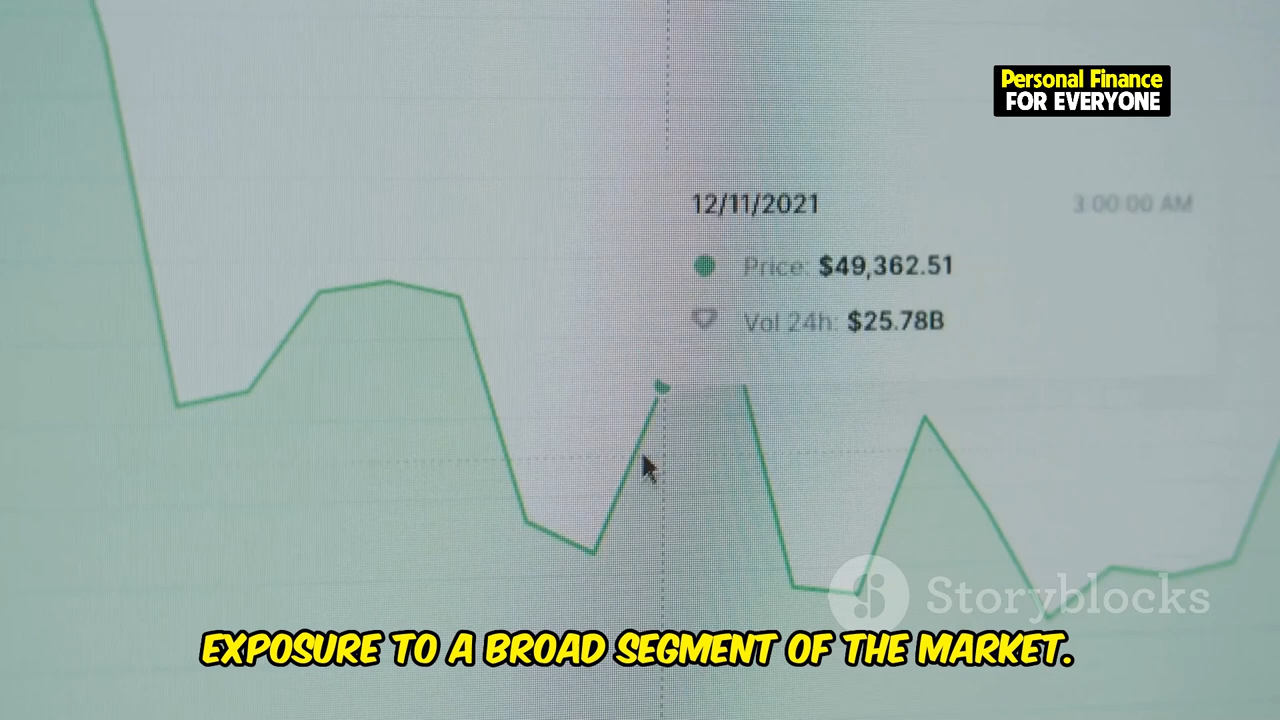 Personal Finance
FOR EVERYONE
12/11/2021 3:00:00 AM
Price: $49,362.51
Vol 24h: $25.78B
Storyblocks
EXPOSURE TO A BROAD SEGMENT OF THE MARKET.